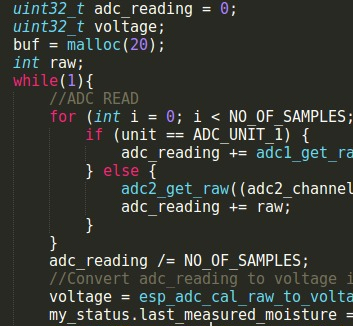 uint32_t adc_reading = 0;
uint32_t voltage;
buf = malloc(20);
int raw;
while(1){
//ADC READ
for (int i = 0; i < NO_OF_SAMPLES;
if (unit == ADC_UNIT_1) {
adc_reading += adc1_get_ra
} else {
adc2_get_raw((adc2_channel
adc_reading += raw;
}
}
adc_reading /= NO_OF_SAMPLES;
//Convert adc_reading to voltage i
voltage = esp_adc_cal_raw_to_volta
my_status.last_measured_moisture =